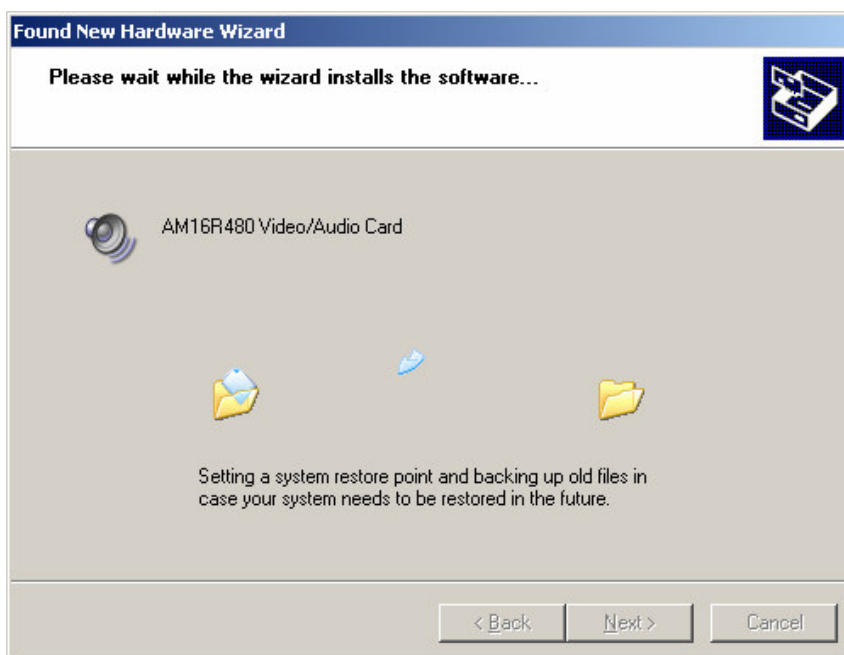 Found New Hardware Wizard
Please wait while the wizard installs the software...
AM16R480 Video/Audio Card
Setting a system restore point and backing up old files in
case your system needs to be restored in the future.
< Back
Next >
Cancel